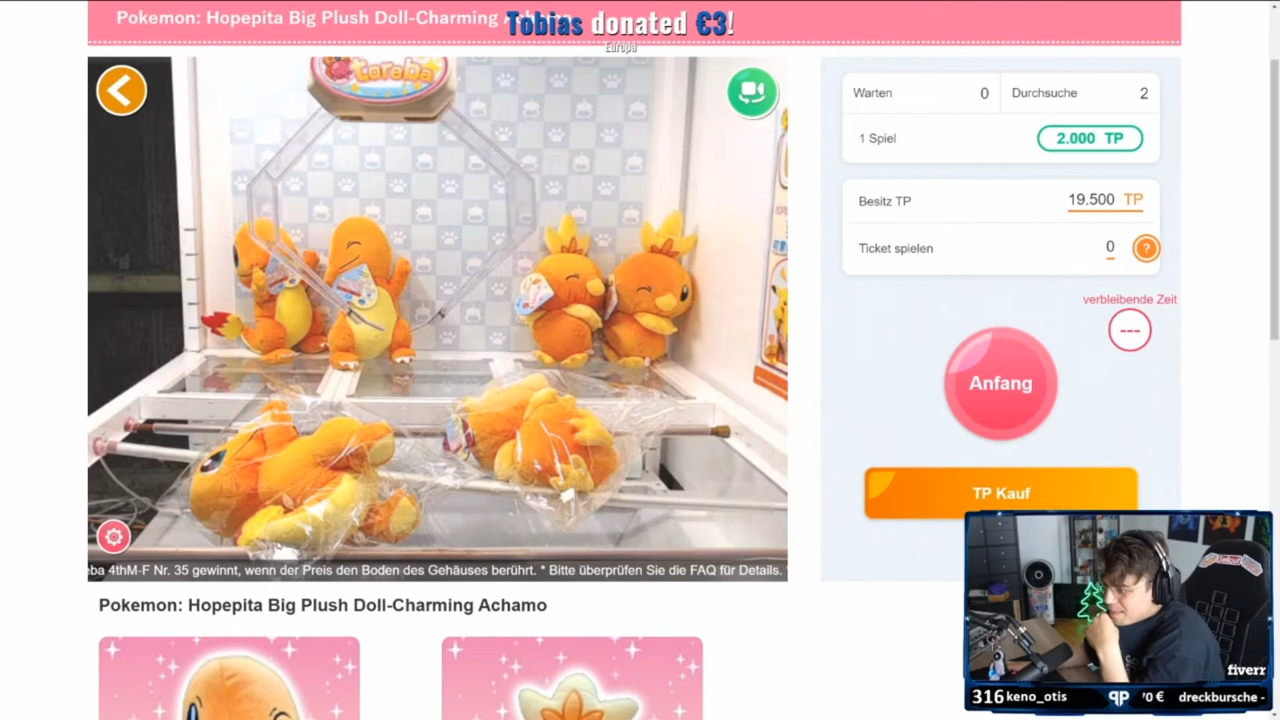 Pokemon: Hopepita Big Plush Doll-Charming
Tobias donated €3!
Europa
toreba
Warten 0 Durchsuche 2
1 Spiel 2.000 TP
Besitz TP 19.500 TP
Ticket spielen 0 ?
verbleibende Zeit
---
Anfang
TP Kauf
eba 4thM-F Nr. 35 gewinnt, wenn der Preis den Boden des Gehäuses berührt. * Bitte überprüfen Sie die FAQ für Details.
Pokemon: Hopepita Big Plush Doll-Charming Achamo
fiverr
316 keno_otis 70 € dreckbursche -